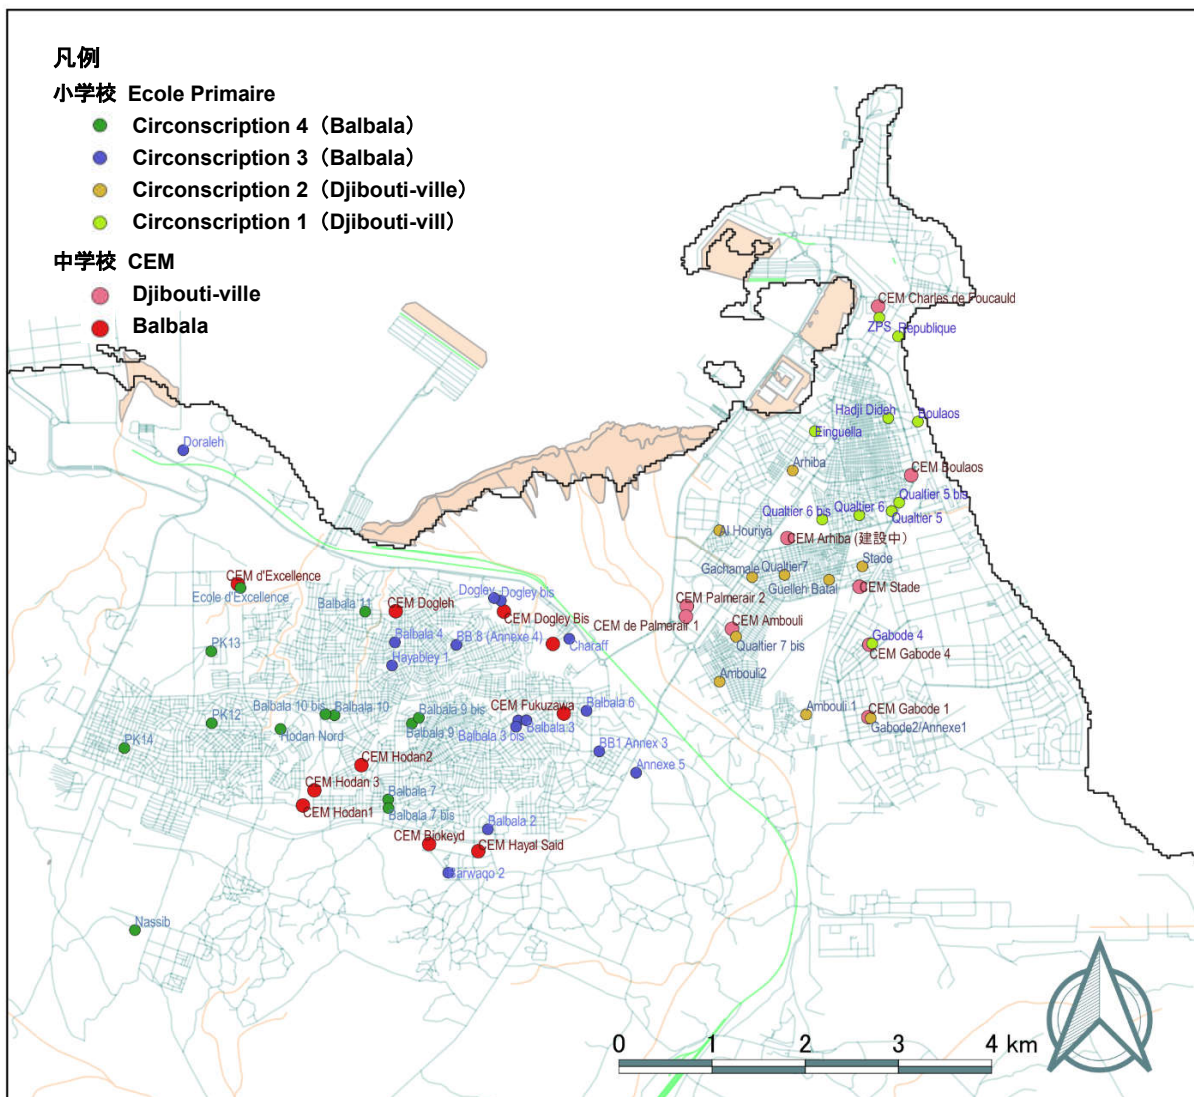 凡例
小学校 Ecole Primaire
Circonscription 4（Balbala）
Circonscription 3（Balbala）
Circonscription 2（Djibouti-ville）
Circonscription 1（Djibouti-vill）
中学校 CEM
Djibouti-ville
Balbala
CEM Charles de Foucauld
ZPS
Republique
Hadji Dideh
Boulaos
Einguella
Doraleh
Arhiba
CEM Boulaos
Qualtier 5 bis
Qualtier 6 bis
Qualtier 6
Qualtier 5
Al Houriya
CEM Arhiba (建設中)
Gachamale
Qualtier7
Stade
Guelleh Batal
CEM Stade
CEM d'Excellence
Ecole d'Excellence
Dogley
Dogley bis
Balbala 11
CEM Dogleh
CEM Dogley Bis
CEM Palmerair 2
CEM de Palmerair 1
CEM Ambouli
Balbala 4
BB 8 (Annexe 4)
Charaff
Gabode 4
PK13
Hayabley 1
Qualtier 7 bis
CEM Gabode 4
Ambouli2
Balbala 10 bis
Balbala 10
Balbala 9 bis
CEM Fukuzawa
Balbala 6
Ambouli 1
CEM Gabode 1
PK12
Hodan Nord
Balbala 9
Balbala 3 bis
Balbala 3
Gabode2/Annexe1
PK14
BB1 Annex 3
CEM Hodan2
Annexe 5
CEM Hodan 3
Balbala 7
CEM Hodan1
Balbala 7 bis
Balbala 2
CEM Biokeyd
CEM Hayal Said
Barwaqo 2
Nassib
0 1 2 3 4 km